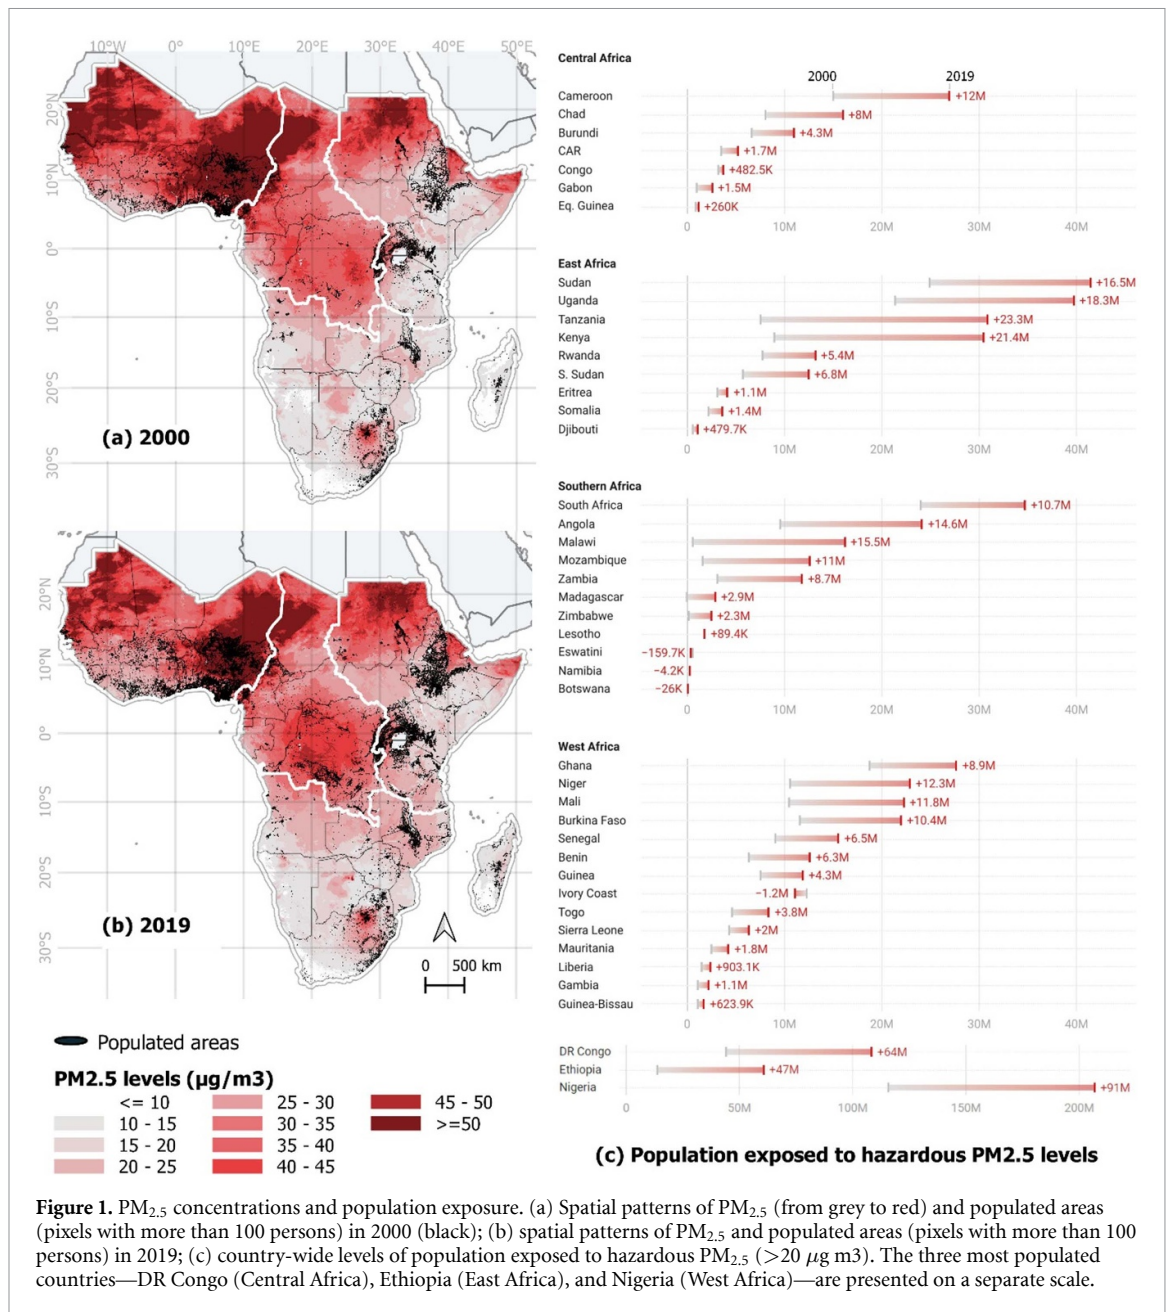 10°W 0° 10°E 20°E 30°E 40°E 50°E
20°N
10°N
0°
10°S
20°S
30°S
(a) 2000
20°N
10°N
0°
10°S
20°S
30°S
(b) 2019
0 500 km
Populated areas
PM2.5 levels (µg/m3)
<= 10
10 - 15
15 - 20
20 - 25
25 - 30
30 - 35
35 - 40
40 - 45
45 - 50
>=50
Central Africa
2000 2019
Cameroon +12M
Chad +8M
Burundi +4.3M
CAR +1.7M
Congo +482.5K
Gabon +1.5M
Eq. Guinea +260K
0 10M 20M 30M 40M
East Africa
Sudan +16.5M
Uganda +18.3M
Tanzania +23.3M
Kenya +21.4M
Rwanda +5.4M
S. Sudan +6.8M
Eritrea +1.1M
Somalia +1.4M
Djibouti +479.7K
0 10M 20M 30M 40M
Southern Africa
South Africa +10.7M
Angola +14.6M
Malawi +15.5M
Mozambique +11M
Zambia +8.7M
Madagascar +2.9M
Zimbabwe +2.3M
Lesotho +89.4K
Eswatini −159.7K
Namibia −4.2K
Botswana −26K
0 10M 20M 30M 40M
West Africa
Ghana +8.9M
Niger +12.3M
Mali +11.8M
Burkina Faso +10.4M
Senegal +6.5M
Benin +6.3M
Guinea +4.3M
Ivory Coast −1.2M
Togo +3.8M
Sierra Leone +2M
Mauritania +1.8M
Liberia +903.1K
Gambia +1.1M
Guinea-Bissau +623.9K
0 10M 20M 30M 40M
DR Congo +64M
Ethiopia +47M
Nigeria +91M
0 50M 100M 150M 200M
(c) Population exposed to hazardous PM2.5 levels
Figure 1. PM2.5 concentrations and population exposure. (a) Spatial patterns of PM2.5 (from grey to red) and populated areas
(pixels with more than 100 persons) in 2000 (black); (b) spatial patterns of PM2.5 and populated areas (pixels with more than 100
persons) in 2019; (c) country-wide levels of population exposed to hazardous PM2.5 (>20 µg m3). The three most populated
countries—DR Congo (Central Africa), Ethiopia (East Africa), and Nigeria (West Africa)—are presented on a separate scale.